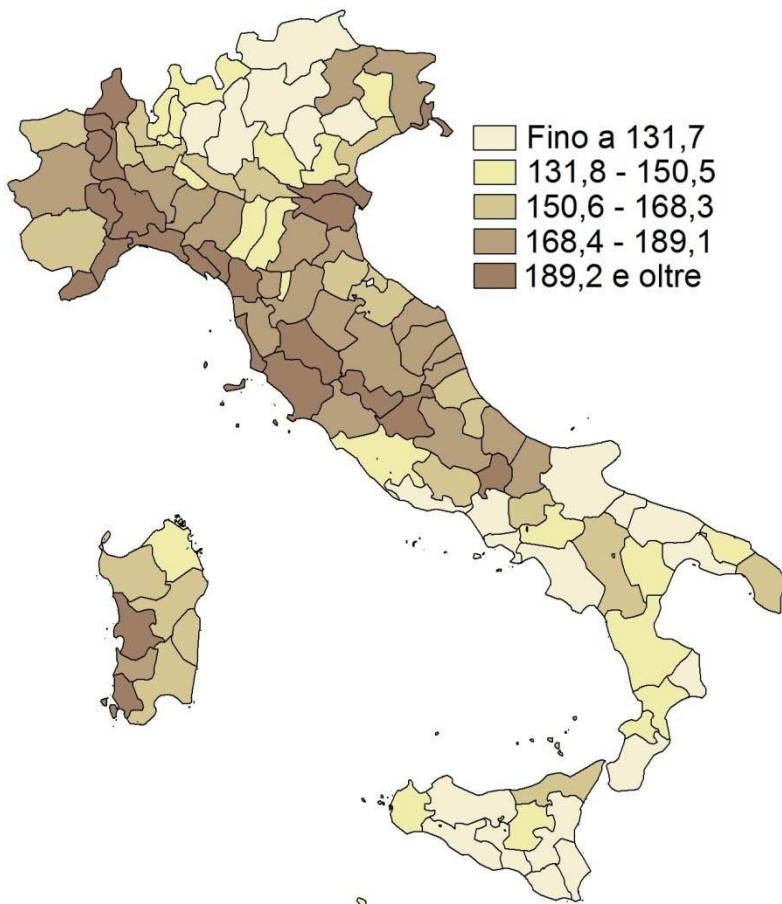 Fino a 131,7
131,8 - 150,5
150,6 - 168,3
168,4 - 189,1
189,2 e oltre